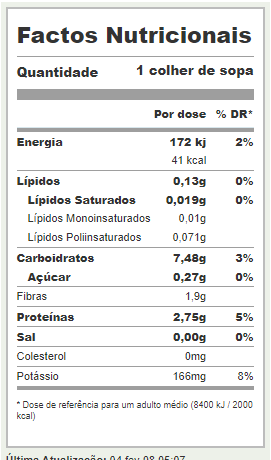 Factos Nutricionais
Quantidade 1 colher de sopa
Por dose % DR*
Energia 172 kj 2%
41 kcal
Lípidos 0,13g 0%
Lípidos Saturados 0,019g 0%
Lípidos Monoinsaturados 0,01g
Lípidos Poliinsaturados 0,071g
Carboidratos 7,48g 3%
Açúcar 0,27g 0%
Fibras 1,9g
Proteínas 2,75g 5%
Sal 0,00g 0%
Colesterol 0mg
Potássio 166mg 8%
* Dose de referência para um adulto médio (8400 kJ / 2000
kcal)
Última Atualização: 04 fev 08 05:07